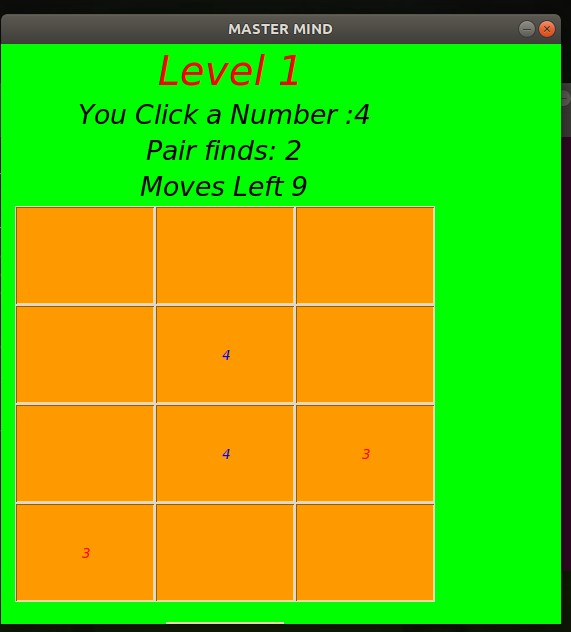 MASTER MIND
Level 1
You Click a Number :4
Pair finds: 2
Moves Left 9
4
4 3
3